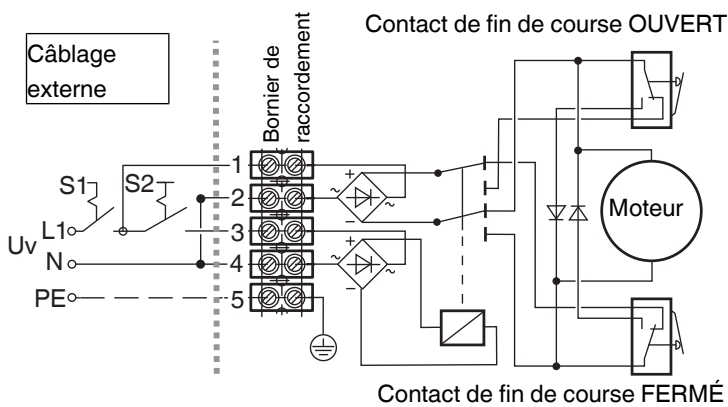 Contact de fin de course OUVERT
Câblage
externe
Bornier de
raccordement
S1
S2
1
2
3
4
5
L1
Uv
N
PE
+
~
~
−
+
~
~
−
Moteur
Contact de fin de course FERMÉ